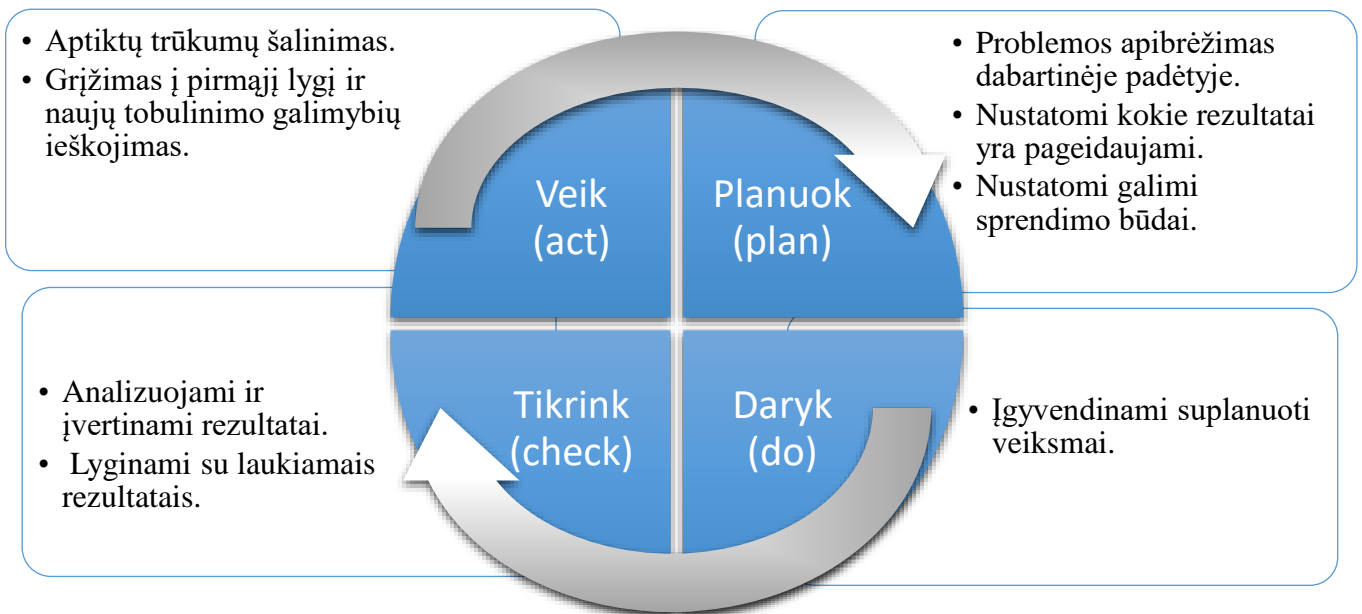 • Aptiktų trūkumų šalinimas.
• Grįžimas į pirmąjį lygį ir
naujų tobulinimo galimybių
ieškojimas.
• Problemos apibrėžimas
dabartinėje padėtyje.
• Nustatomi kokie rezultatai
yra pageidaujami.
• Nustatomi galimi
sprendimo būdai.
Veik
(act)
Planuok
(plan)
• Analizuojami ir
įvertinami rezultatai.
• Lyginami su laukiamais
rezultatais.
Tikrink
(check)
Daryk
(do)
• Įgyvendinami suplanuoti
veiksmai.